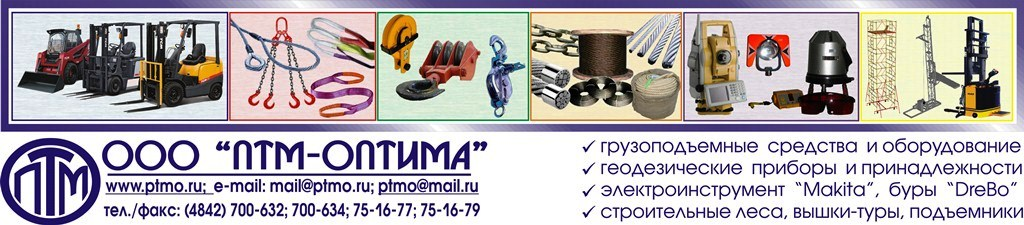 ПТМ
ООО “ПТМ-ОПТИМА”
www.ptmo.ru; e-mail: mail@ptmo.ru; ptmo@mail.ru
тел./факс: (4842) 700-632; 700-634; 75-16-77; 75-16-79
✓ грузоподъемные средства и оборудование
✓ геодезические приборы и принадлежности
✓ электроинструмент “Makita”, буры “DreBo”
✓ строительные леса, вышки-туры, подъемники